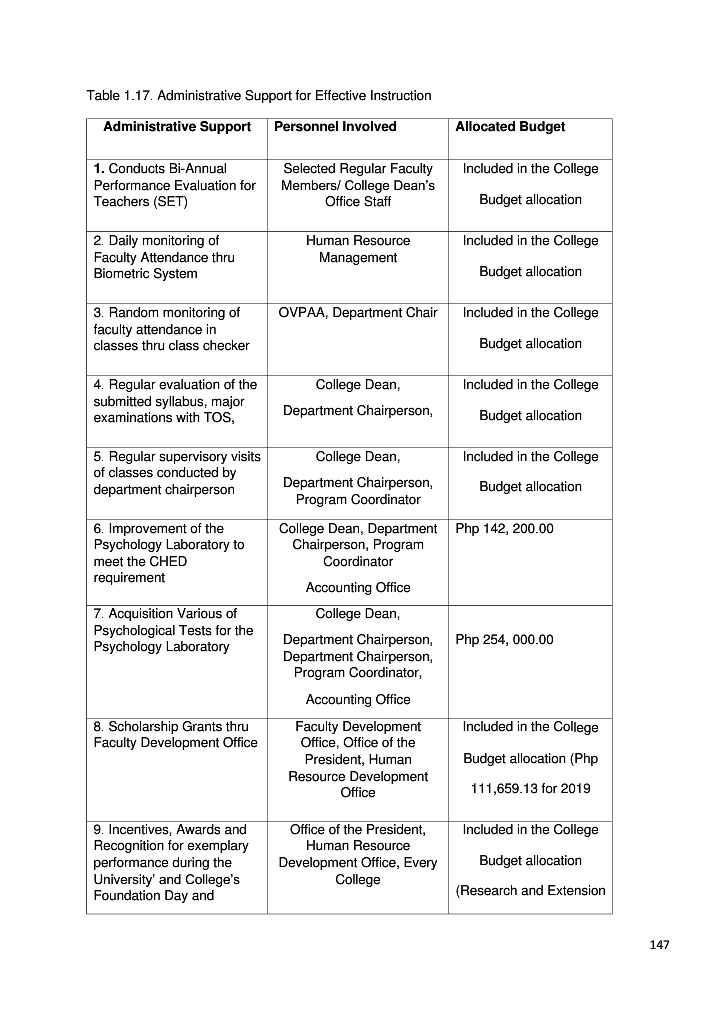 Table 1.17. Administrative Support for Effective Instruction
Administrative Support
Personnel Involved
Allocated Budget
1. Conducts Bi-Annual
Performance Evaluation for
Teachers (SET)
Selected Regular Faculty
Members/ College Dean's
Office Staff
Included in the College
Budget allocation
2. Daily monitoring of
Faculty Attendance thru
Biometric System
Human Resource
Management
Included in the College
Budget allocation
3. Random monitoring of
faculty attendance in
classes thru class checker
OVPAA, Department Chair
Included in the College
Budget allocation
4. Regular evaluation of the
submitted syllabus, major
examinations with TOS,
College Dean,
Department Chairperson,
Included in the College
Budget allocation
5. Regular supervisory visits
of classes conducted by
department chairperson
College Dean,
Department Chairperson,
Program Coordinator
Included in the College
Budget allocation
6. Improvement of the
Psychology Laboratory to
meet the CHED
requirement
College Dean, Department
Chairperson, Program
Coordinator
Accounting Office
Php 142, 200.00
7. Acquisition Various of
Psychological Tests for the
Psychology Laboratory
College Dean,
Department Chairperson,
Department Chairperson,
Program Coordinator,
Accounting Office
Php 254, 000.00
8. Scholarship Grants thru
Faculty Development Office
Faculty Development
Office, Office of the
President, Human
Resource Development
Office
Included in the College
Budget allocation (Php
111,659.13 for 2019
9. Incentives, Awards and
Recognition for exemplary
performance during the
University' and College's
Foundation Day and
Office of the President,
Human Resource
Development Office, Every
College
Included in the College
Budget allocation
(Research and Extension
147